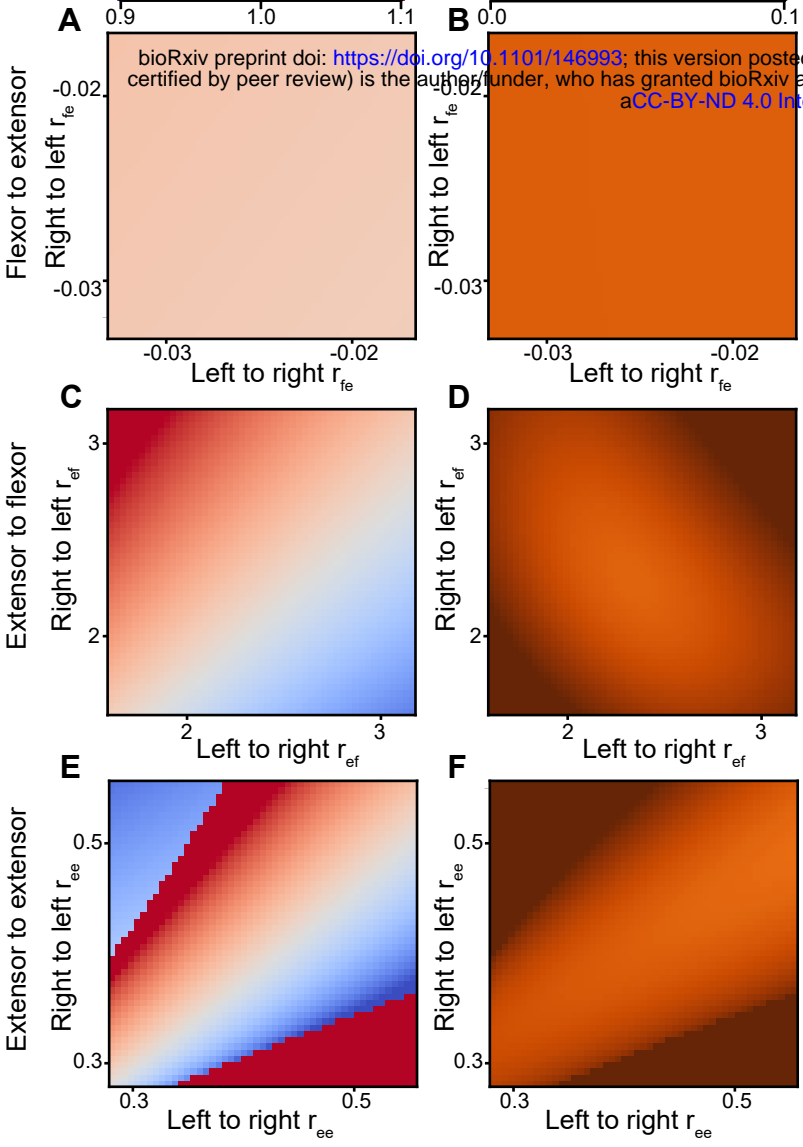 0.9 1.0 1.1 0.0 0.1
A B
bioRxiv preprint doi: https://doi.org/10.1101/146993; this version posted
certified by peer review) is the author/funder, who has granted bioRxiv a
aCC-BY-ND 4.0 Int
Flexor to extensor
Right to left rfe
-0.02
-0.03
-0.03 -0.02
Left to right rfe
Right to left rfe
-0.02
-0.03
-0.03 -0.02
Left to right rfe
C D
Extensor to flexor
Right to left ref
3
2
2 3
Left to right ref
Right to left ref
3
2
2 3
Left to right ref
E F
Extensor to extensor
Right to left ree
0.5
0.3
0.3 0.5
Left to right ree
Right to left ree
0.5
0.3
0.3 0.5
Left to right ree